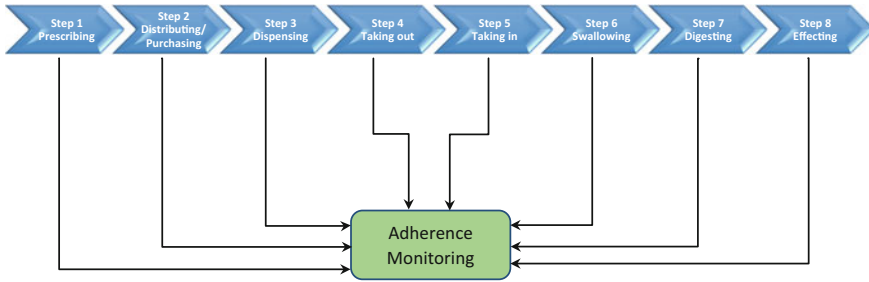 Step 1
Prescribing
Step 2
Distributing/
Purchasing
Step 3
Dispensing
Step 4
Taking out
Step 5
Taking in
Step 6
Swallowing
Step 7
Digesting
Step 8
Effecting
Adherence
Monitoring